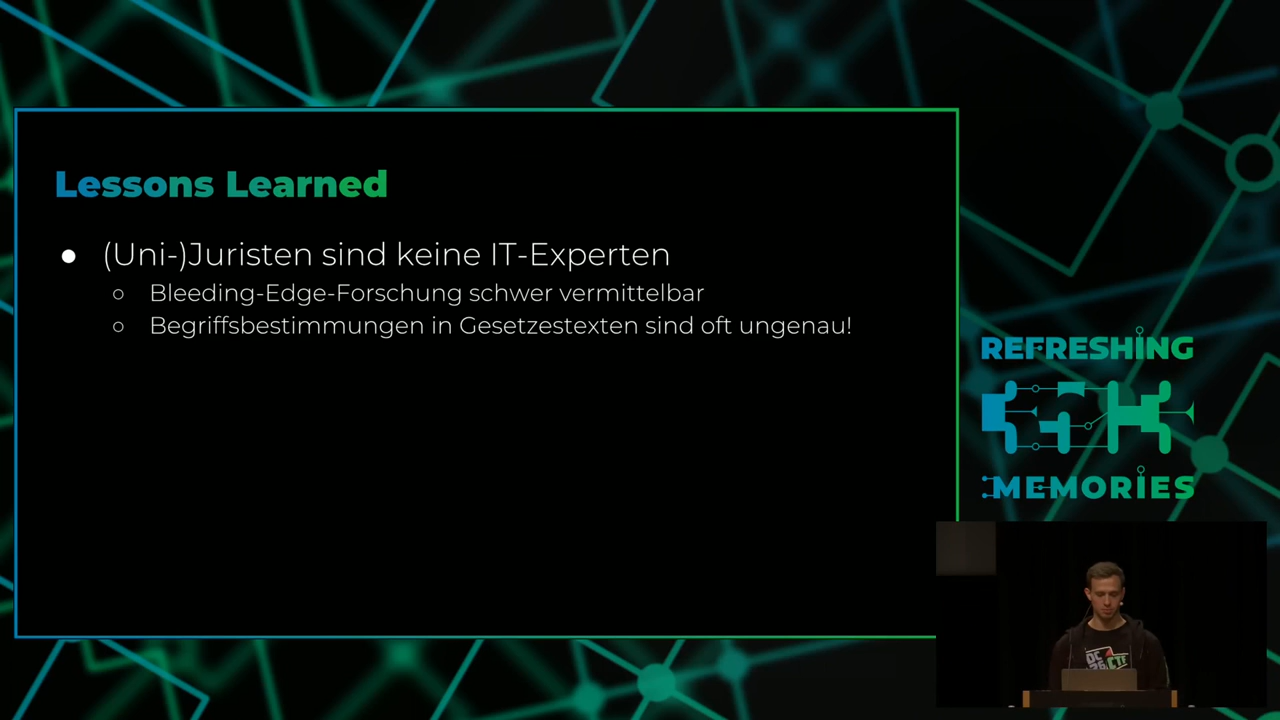 Lessons Learned
(Uni-)Juristen sind keine IT-Experten
Bleeding-Edge-Forschung schwer vermittelbar
Begriffsbestimmungen in Gesetzestexten sind oft ungenau!
REFRESHING
MEMORIES